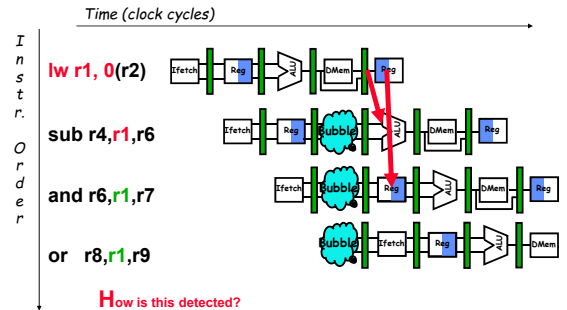 Time (clock cycles)
Instr. Order
lw r1, 0(r2)
Ifetch Reg ALU DMem Reg
sub r4,r1,r6
Ifetch Reg Bubble ALU DMem Reg
and r6,r1,r7
Ifetch Bubble Reg ALU DMem Reg
or r8,r1,r9
Bubble Ifetch Reg ALU DMem
How is this detected?